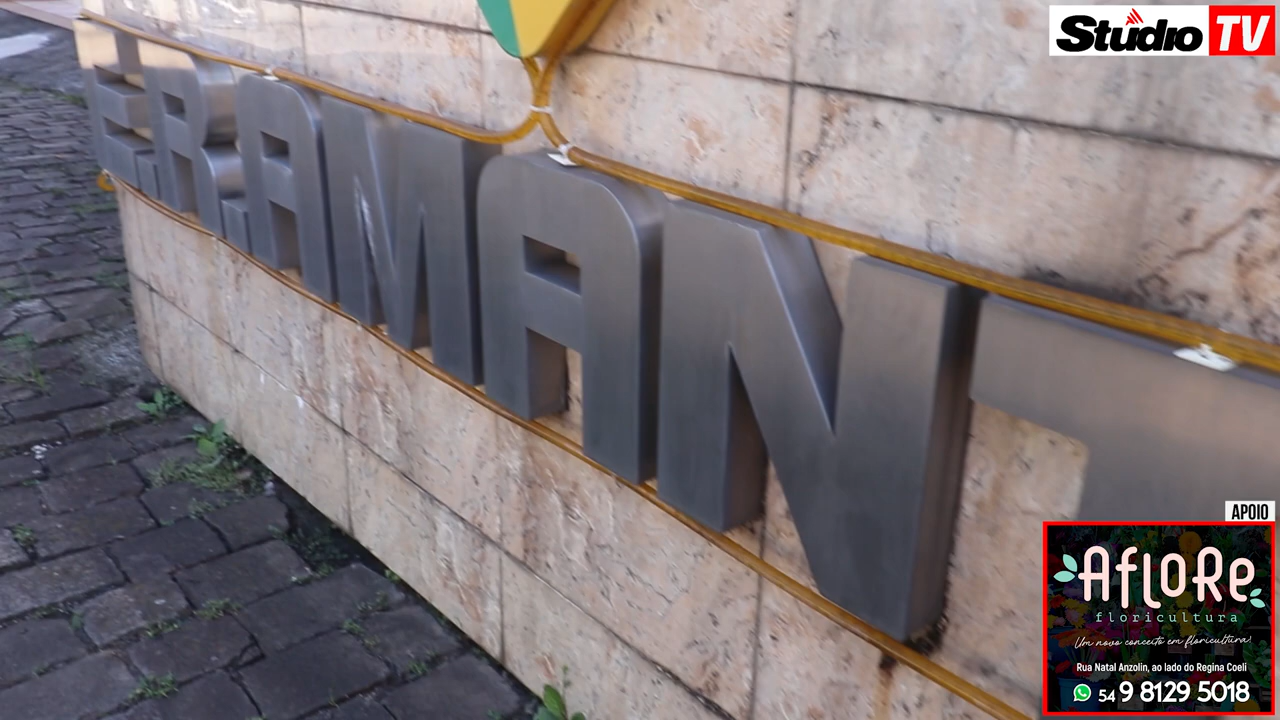 Studio TV
ERAMANT
APOIO
AfloRe
floricultura
Um novo conceito em floricultura!
Rua Natal Anzolin, ao lado do Regina Coeli
54 9 8129 5018